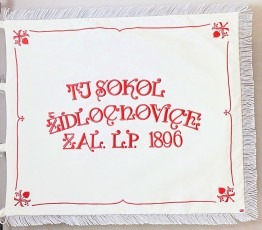 TJ SOKOL
ŽIDLOCHOVICE
ZAL. L.P. 1896